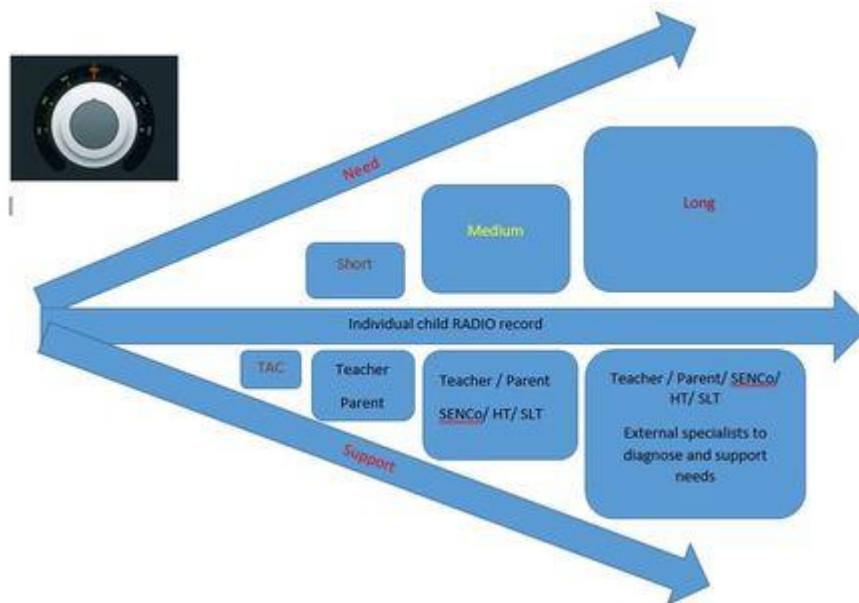 Need
Long
Medium
Short
Individual child RADIO record
TAC
Teacher
Parent
Teacher / Parent
SENCo/ HT/ SLT
Teacher / Parent/ SENCo/
HT/ SLT
External specialists to
diagnose and support
needs
Support